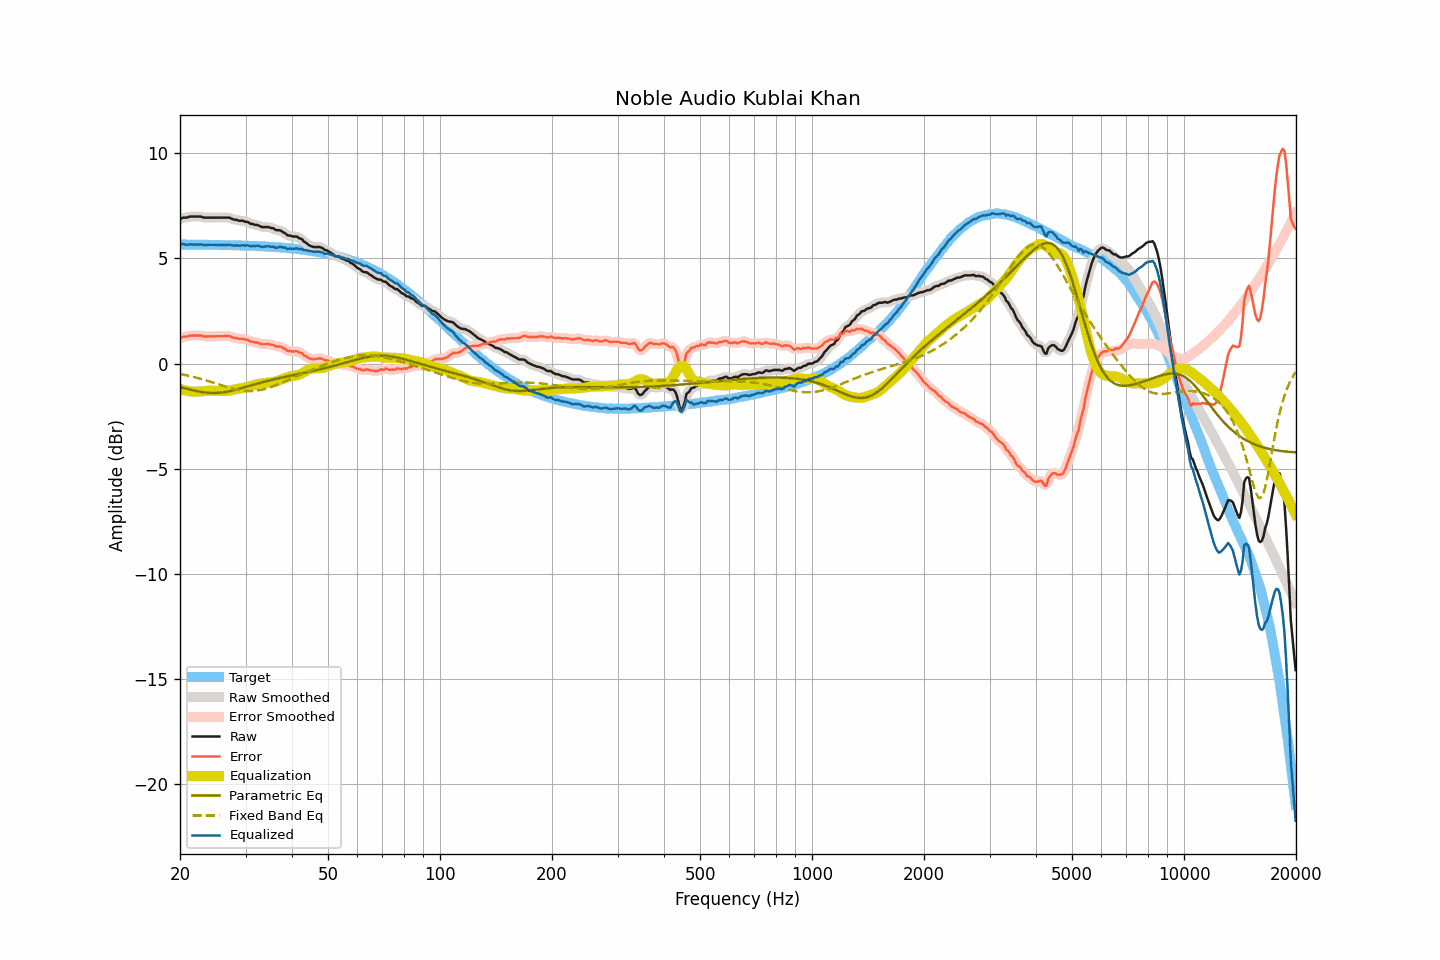 Noble Audio Kublai Khan
10
5
0
−5
−10
−15
−20
Amplitude (dBr)
Target
Raw Smoothed
Error Smoothed
Raw
Error
Equalization
Parametric Eq
Fixed Band Eq
Equalized
20 50 100 200 500 1000 2000 5000 10000 20000
Frequency (Hz)